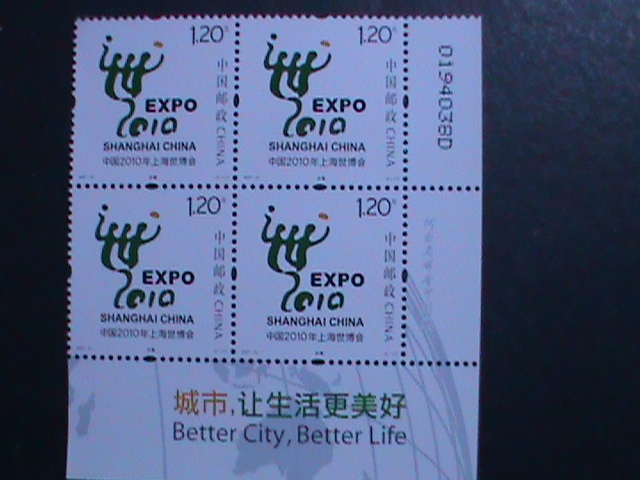 1.20元
EXPO
2010
SHANGHAI CHINA
中国2010年上海世博会
中国邮政 CHINA
1.20元
EXPO
2010
SHANGHAI CHINA
中国2010年上海世博会
中国邮政 CHINA
0194038D
1.20元
EXPO
2010
SHANGHAI CHINA
中国2010年上海世博会
中国邮政 CHINA
1.20元
EXPO
2010
SHANGHAI CHINA
中国2010年上海世博会
中国邮政 CHINA
城市,让生活更美好
Better City, Better Life